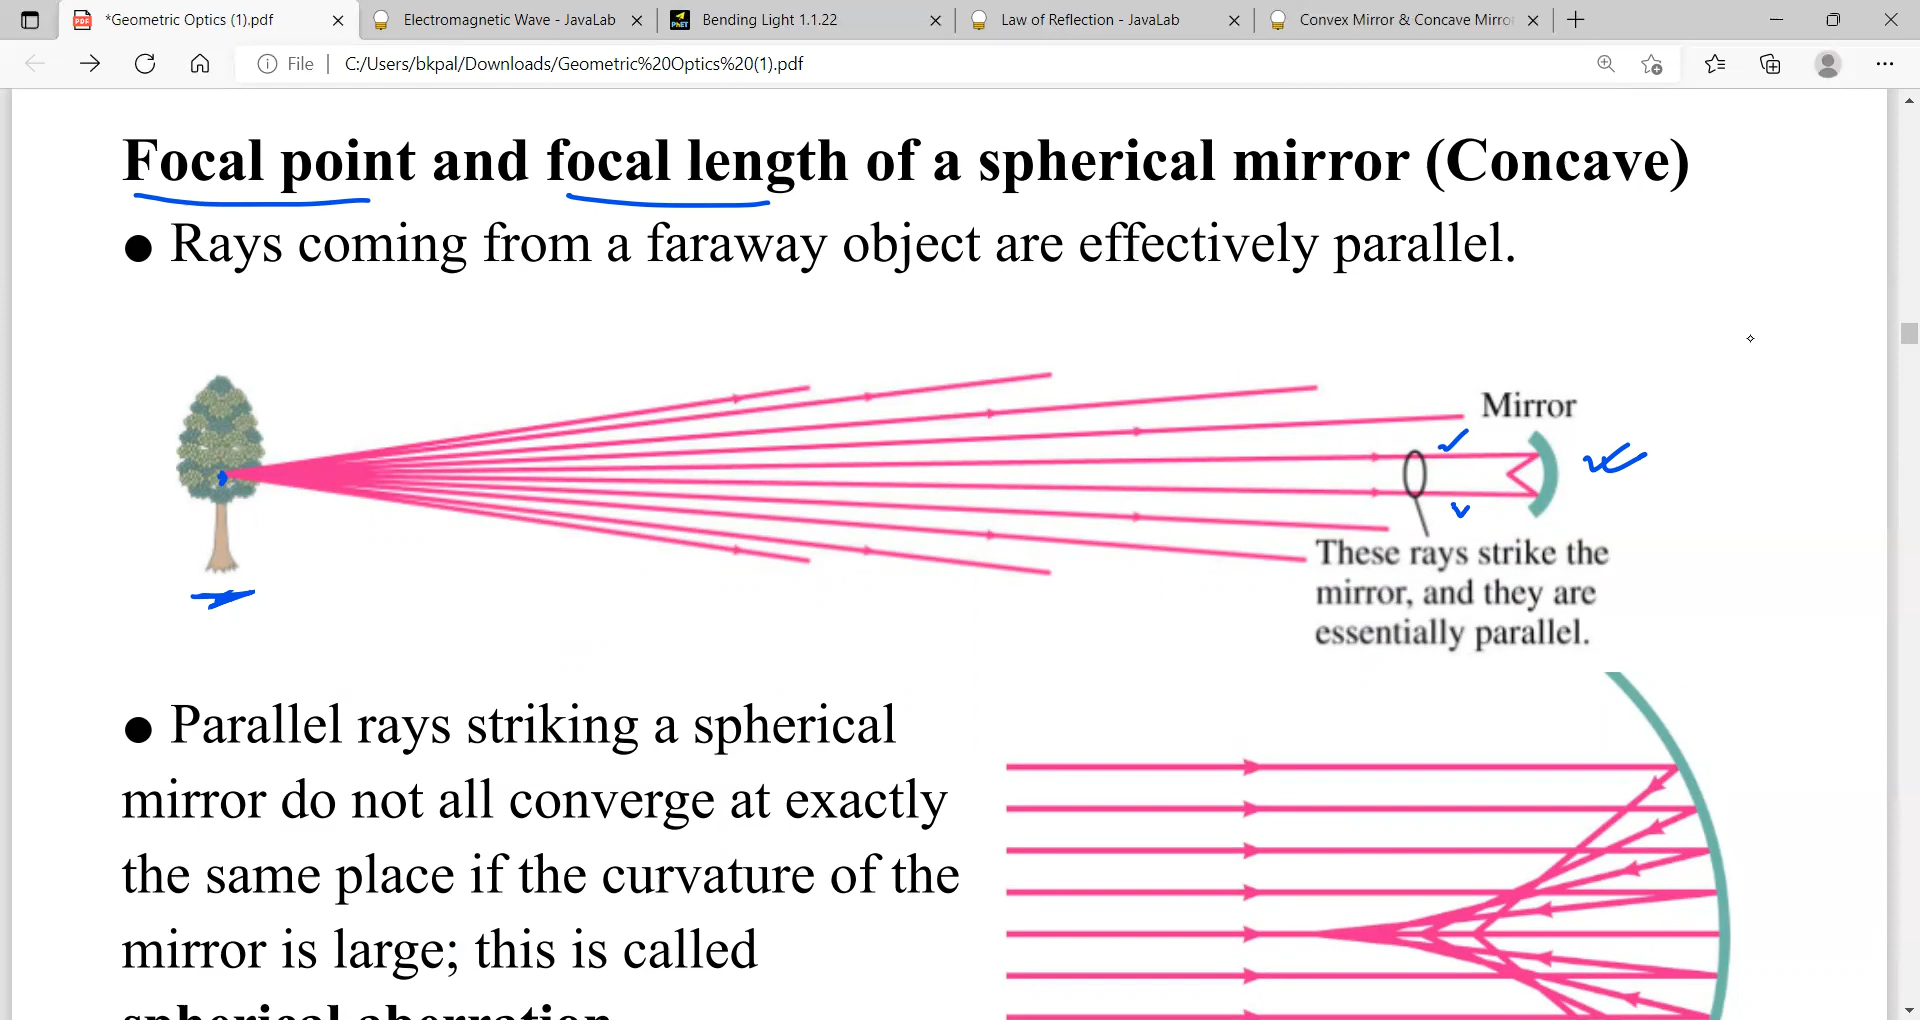 *Geometric Optics (1).pdf
Electromagnetic Wave - JavaLab
Bending Light 1.1.22
Law of Reflection - JavaLab
Convex Mirror & Concave Mirro
File
C:/Users/bkpal/Downloads/Geometric%20Optics%20(1).pdf
Focal point and focal length of a spherical mirror (Concave)
● Rays coming from a faraway object are effectively parallel.
Mirror
These rays strike the
mirror, and they are
essentially parallel.
● Parallel rays striking a spherical
mirror do not all converge at exactly
the same place if the curvature of the
mirror is large; this is called
spherical aberration